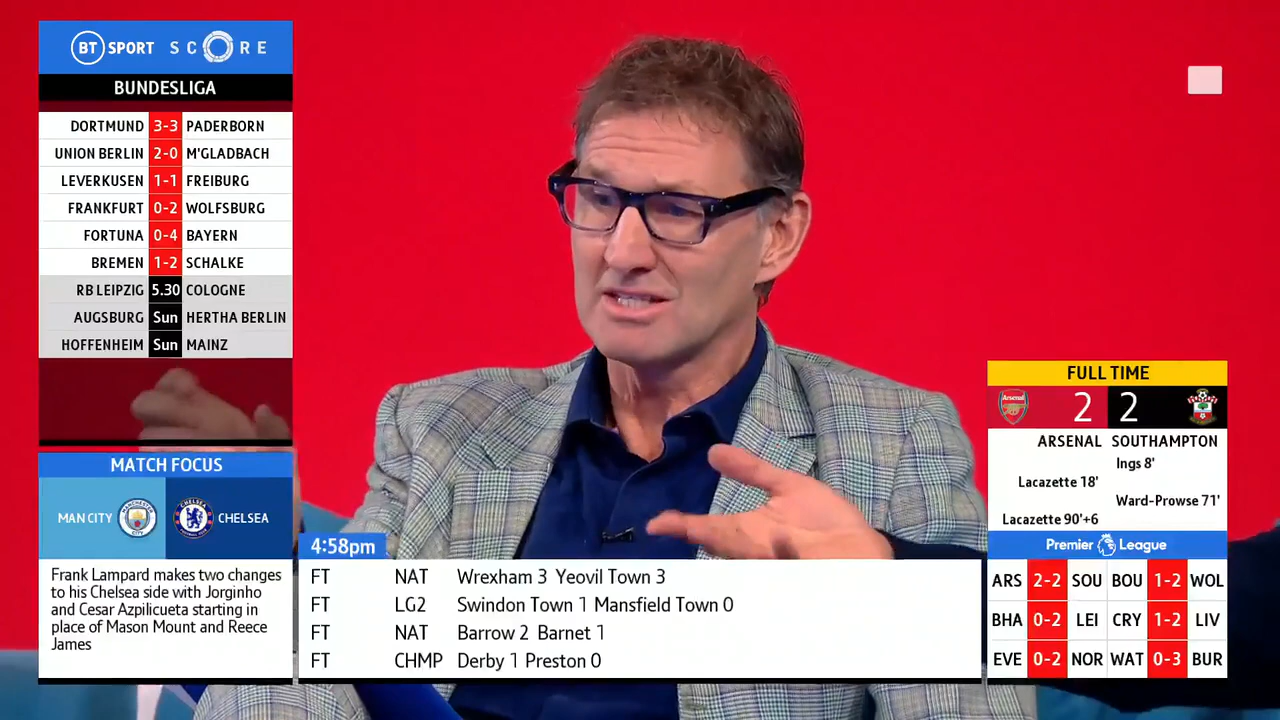 BT SPORT SCORE
BUNDESLIGA
DORTMUND 3-3 PADERBORN
UNION BERLIN 2-0 M'GLADBACH
LEVERKUSEN 1-1 FREIBURG
FRANKFURT 0-2 WOLFSBURG
FORTUNA 0-4 BAYERN
BREMEN 1-2 SCHALKE
RB LEIPZIG 5.30 COLOGNE
AUGSBURG Sun HERTHA BERLIN
HOFFENHEIM Sun MAINZ
MATCH FOCUS
MAN CITY CHELSEA
Frank Lampard makes two changes
to his Chelsea side with Jorginho
and Cesar Azpilicueta starting in
place of Mason Mount and Reece
James
4:58pm
FT NAT Wrexham 3 Yeovil Town 3
FT LG2 Swindon Town 1 Mansfield Town 0
FT NAT Barrow 2 Barnet 1
FT CHMP Derby 1 Preston 0
FULL TIME
Arsenal 2 2
ARSENAL SOUTHAMPTON
Ings 8'
Lacazette 18'
Ward-Prowse 71'
Lacazette 90'+6
Premier League
ARS 2-2 SOU BOU 1-2 WOL
BHA 0-2 LEI CRY 1-2 LIV
EVE 0-2 NOR WAT 0-3 BUR